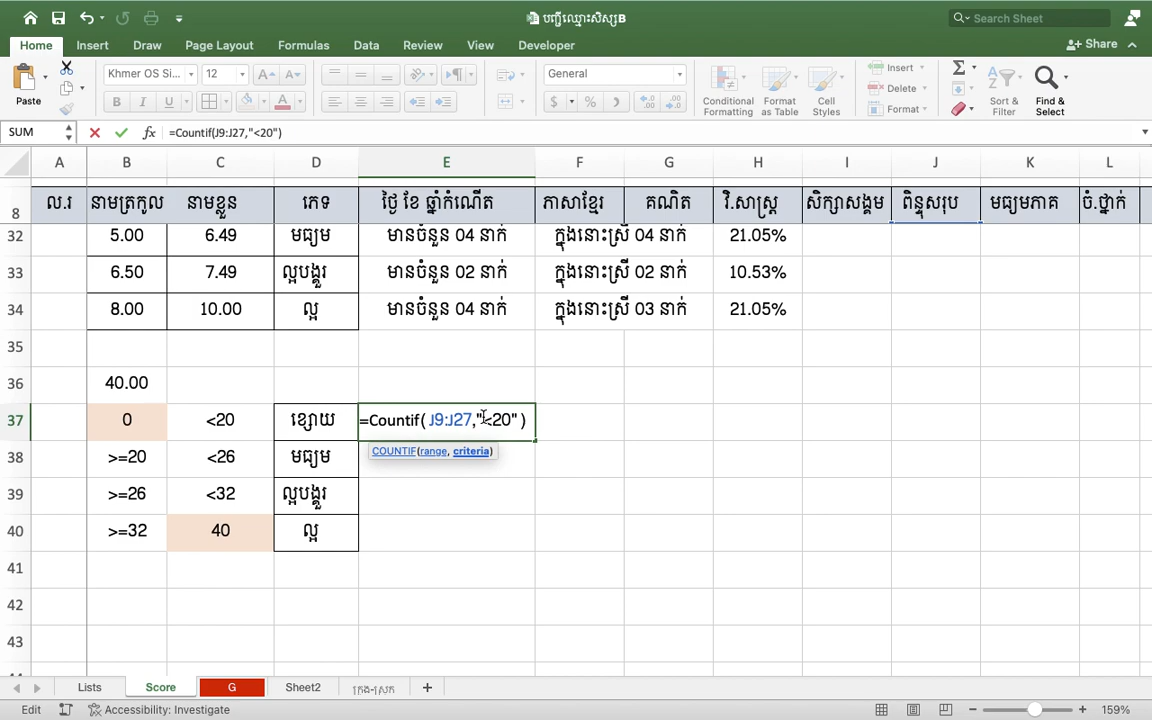 បញ្ជីឈ្មោះសិស្សB
Search Sheet
Home Insert Draw Page Layout Formulas Data Review View Developer
Share
Paste
Khmer OS Si... 12
General
Conditional Formatting
Format as Table
Cell Styles
Insert
Delete
Format
Sort & Filter
Find & Select
SUM
fx =Countif(J9:J27,"<20")
A B C D E F G H I J K L
8 ល.រ នាមត្រកូល នាមខ្លួន ភេទ ថ្ងៃ ខែ ឆ្នាំកំណើត ភាសាខ្មែរ គណិត វិ.សាស្ត្រ សិក្សាសង្គម ពិន្ទុសរុប មធ្យមភាគ ចំ.ថ្នាក់
32 5.00 6.49 មធ្យម មានចំនួន 04 នាក់ ក្នុងនោះស្រី 04 នាក់ 21.05%
33 6.50 7.49 ល្អបង្គួរ មានចំនួន 02 នាក់ ក្នុងនោះស្រី 02 នាក់ 10.53%
34 8.00 10.00 ល្អ មានចំនួន 04 នាក់ ក្នុងនោះស្រី 03 នាក់ 21.05%
35
36 40.00
37 0 <20 ខ្សោយ =Countif( J9:J27,"<20" )
COUNTIF(range, criteria)
38 >=20 <26 មធ្យម
39 >=26 <32 ល្អបង្គួរ
40 >=32 40 ល្អ
41
42
43
Lists Score G Sheet2 ក្រុង-ស្រុក
Edit Accessibility: Investigate 159%